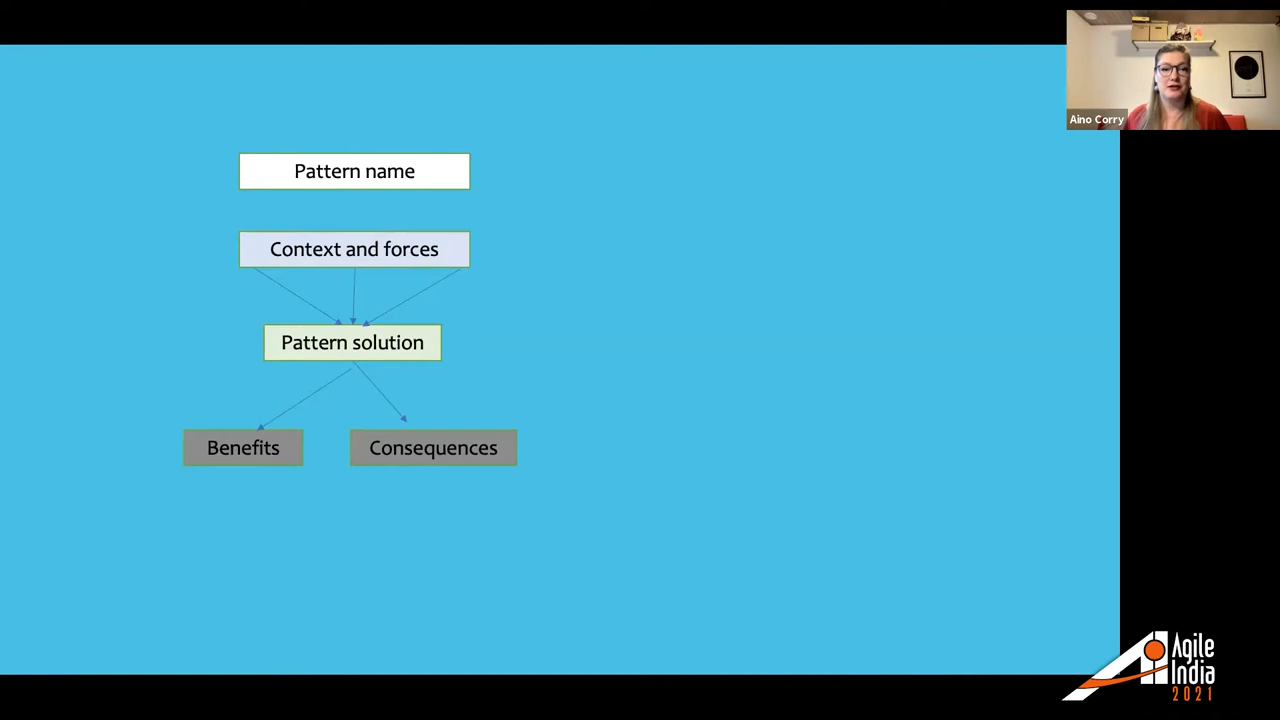 Pattern name
Context and forces
Pattern solution
Benefits
Consequences
Aino Corry
Agile
India
2021